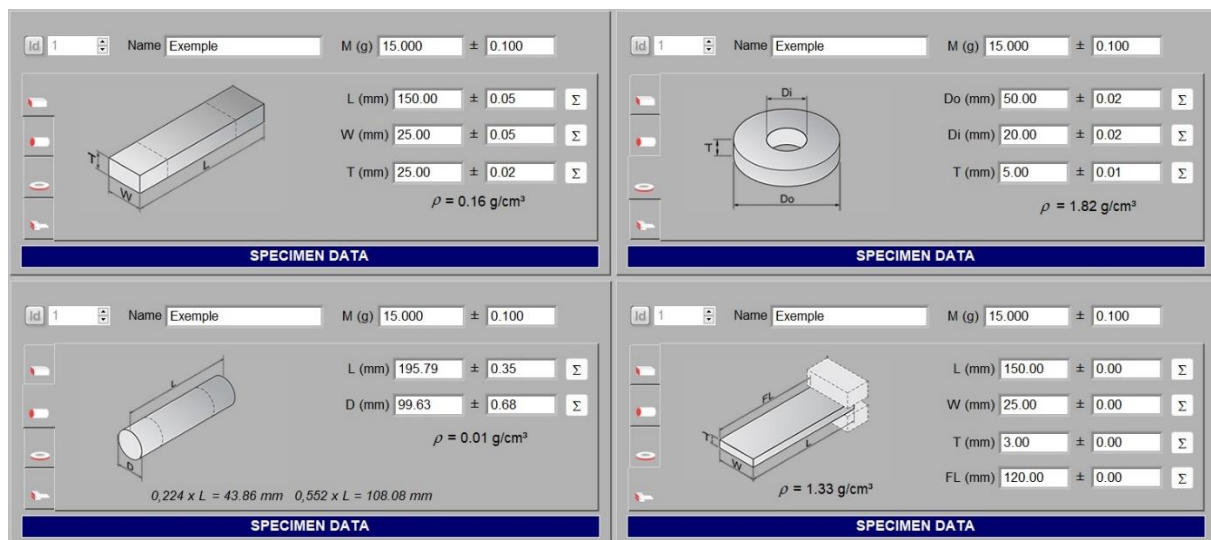 Id 1 Name Exemple M (g) 15.000 ± 0.100
L (mm) 150.00 ± 0.05 Σ
W (mm) 25.00 ± 0.05 Σ
T (mm) 25.00 ± 0.02 Σ
T
W
L
ρ = 0.16 g/cm³
SPECIMEN DATA
Id 1 Name Exemple M (g) 15.000 ± 0.100
Di
Do (mm) 50.00 ± 0.02 Σ
Di (mm) 20.00 ± 0.02 Σ
T
T (mm) 5.00 ± 0.01 Σ
Do
ρ = 1.82 g/cm³
SPECIMEN DATA
Id 1 Name Exemple M (g) 15.000 ± 0.100
L (mm) 195.79 ± 0.35 Σ
L
D (mm) 99.63 ± 0.68 Σ
ρ = 0.01 g/cm³
D
0,224 x L = 43.86 mm 0,552 x L = 108.08 mm
SPECIMEN DATA
Id 1 Name Exemple M (g) 15.000 ± 0.100
L (mm) 150.00 ± 0.00 Σ
FL
W (mm) 25.00 ± 0.00 Σ
T
L
T (mm) 3.00 ± 0.00 Σ
W
FL (mm) 120.00 ± 0.00 Σ
ρ = 1.33 g/cm³
SPECIMEN DATA